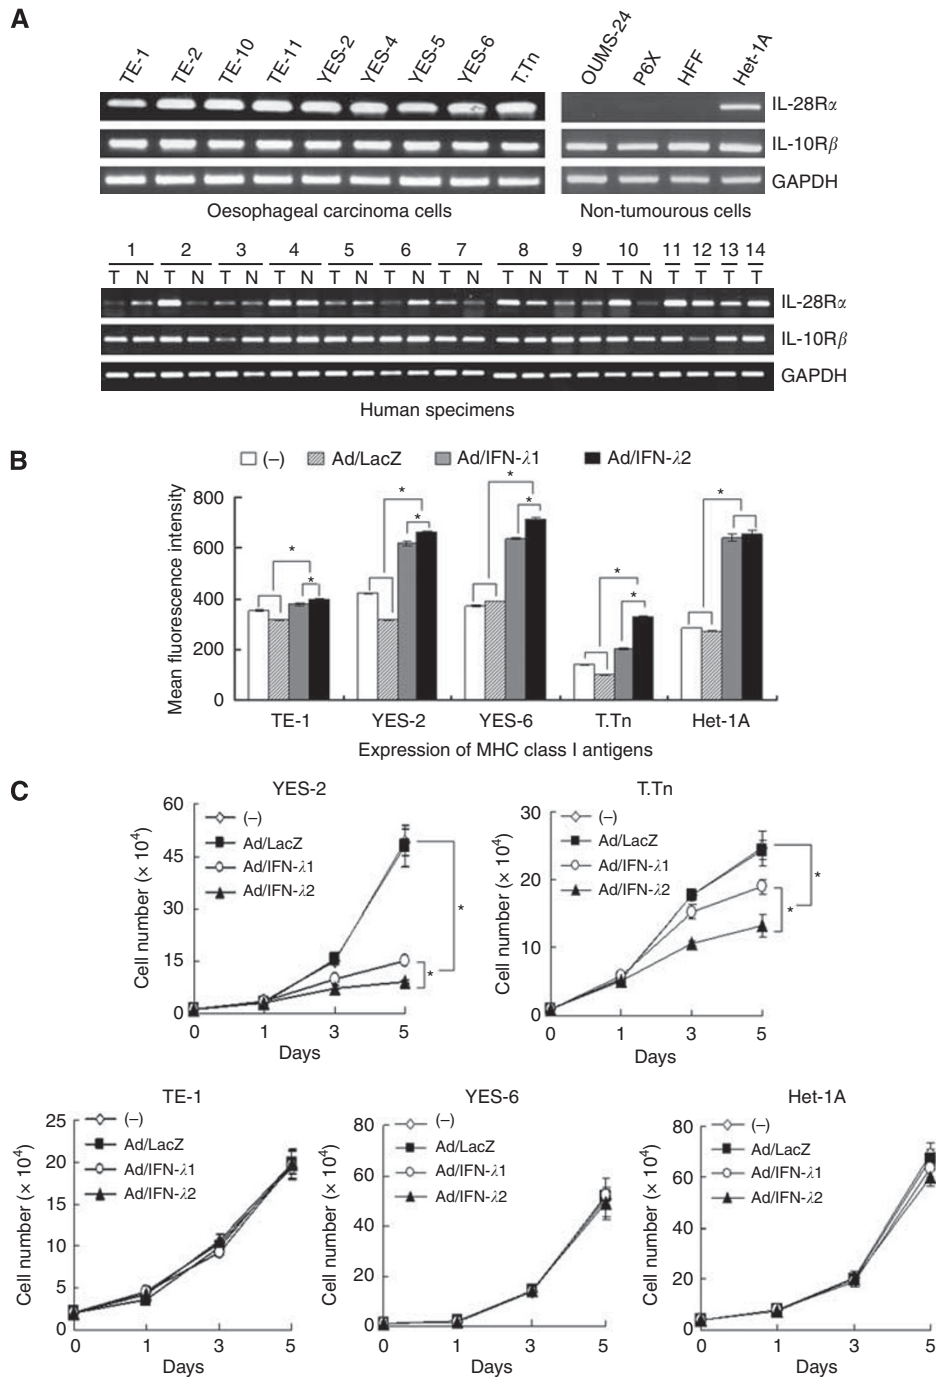 A
TE-1 TE-2 TE-10 TE-11 YES-2 YES-4 YES-5 YES-6 T.Tn OUMS-24 P6X HFF Het-1A
IL-28Rα
IL-10Rβ
GAPDH
Oesophageal carcinoma cells Non-tumourous cells
1 2 3 4 5 6 7 8 9 10 11 12 13 14
T N T N T N T N T N T N T N T N T N T N T T T T
IL-28Rα
IL-10Rβ
GAPDH
Human specimens
B
(–) Ad/LacZ Ad/IFN-λ1 Ad/IFN-λ2
Mean fluorescence intensity
800
600
400
200
0
* * * * * * * * *
TE-1 YES-2 YES-6 T.Tn Het-1A
Expression of MHC class I antigens
C
YES-2
Cell number (× 10⁴)
60
45
30
15
0
(–)
Ad/LacZ
Ad/IFN-λ1
Ad/IFN-λ2
*
*
0 1 3 5
Days
T.Tn
Cell number (× 10⁴)
30
20
10
0
(–)
Ad/LacZ
Ad/IFN-λ1
Ad/IFN-λ2
*
*
0 1 3 5
Days
TE-1
Cell number (× 10⁴)
25
20
15
10
5
0
(–)
Ad/LacZ
Ad/IFN-λ1
Ad/IFN-λ2
0 1 3 5
Days
YES-6
Cell number (× 10⁴)
80
60
40
20
0
(–)
Ad/LacZ
Ad/IFN-λ1
Ad/IFN-λ2
0 1 3 5
Days
Het-1A
Cell number (× 10⁴)
80
60
40
20
0
(–)
Ad/LacZ
Ad/IFN-λ1
Ad/IFN-λ2
0 1 3 5
Days